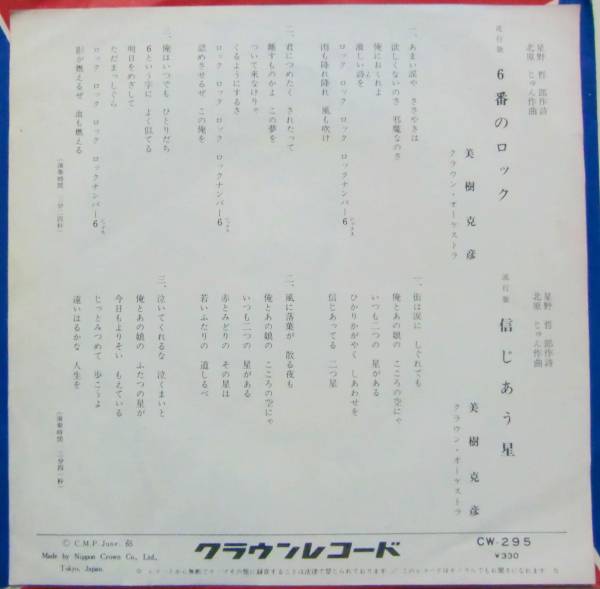 星野哲郎作詩
北原じゅん作曲
流行歌
6番のロック
美樹克彦
クラウン・オーケストラ
一、あまい涙や ささやきは
欲しくないのさ 邪魔なのさ
俺におくれよ
激しい詩を
ロック ロック ロック ロックナンバー6
シックス
雨も降れ降れ 風も吹け
二、君につめたく されたって
離すものかよ この夢を
ついて来なけりゃ
くるようにするさ
ロック ロック ロック ロックナンバー6
シックス
認めさせるぜ この俺を
三、俺はいつでも ひとりだち
6という字に よく似てる
明日をめざして
ただまっしぐら
ロック ロック ロック ロックナンバー6
シックス
影が燃えるぜ 血も燃える
星野哲郎作詩
北原じゅん作曲
流行歌
信じあう星
美樹克彦
クラウン・オーケストラ
一、街は涙に しぐれても
俺とあの娘の こころの空にゃ
いつも二つの 星がある
ひかりかがやく しあわせを
信じあってる 二つ星
二、風に落葉が 散る夜も
俺とあの娘の こころの空にゃ
いつも二つの 星がある
赤とみどりの その星は
若いふたりの 道しるべ
三、泣いてくれるな 泣くまいと
俺とあの娘の ふたつの星が
今日もよりそい もえている
じっとみつめて 歩こうよ
遠いはるかな 人生を
© C.M.P June. 65
Made by Nippon Crown Co., Ltd.,
Tokyo, Japan.
クラウンレコード
CW-295
¥330